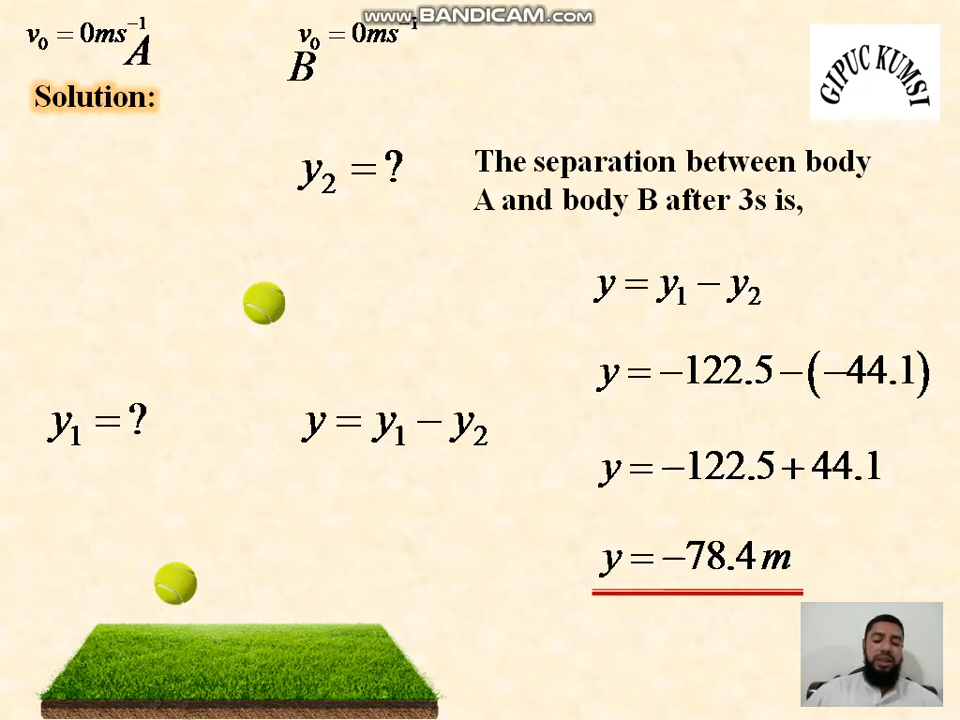 www.BANDICAM.com
v₀ = 0ms⁻¹
A
v₀ = 0ms⁻¹
B
GIPUC KUMSI
Solution:
y₂ = ?
The separation between body
A and body B after 3s is,
y = y₁ − y₂
y = −122.5 − (−44.1)
y₁ = ?
y = y₁ − y₂
y = −122.5 + 44.1
y = −78.4 m